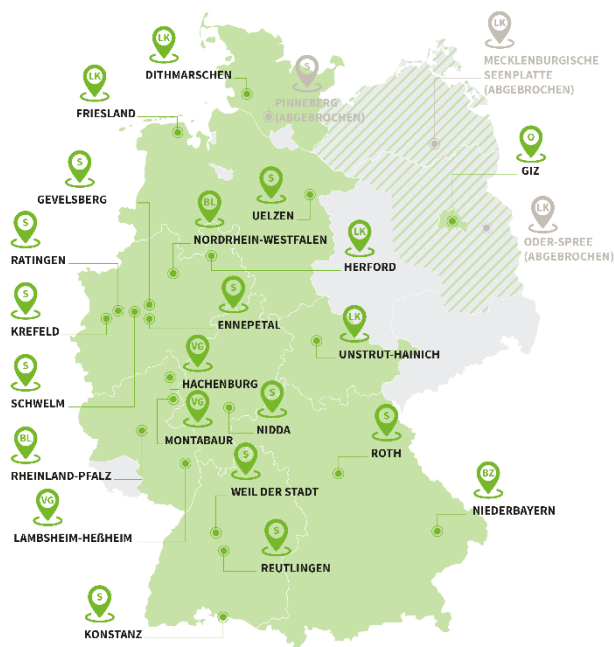 LK
DITHMARSCHEN
LK
MECKLENBURGISCHE
SEENPLATTE
(ABGEBROCHEN)
S
PINNEBERG
(ABGEBROCHEN)
LK
FRIESLAND
O
GIZ
S
GEVELSBERG
S
UELZEN
BL
NORDRHEIN-WESTFALEN
LK
ODER-SPREE
(ABGEBROCHEN)
LK
HERFORD
S
RATINGEN
S
KREFELD
S
ENNEPETAL
LK
UNSTRUT-HAINICH
S
SCHWELM
VG
HACHENBURG
VG
MONTABAUR
S
NIDDA
S
ROTH
BL
RHEINLAND-PFALZ
S
WEIL DER STADT
BZ
NIEDERBAYERN
VG
LAMBSHEIM-HEßHEIM
S
REUTLINGEN
S
KONSTANZ